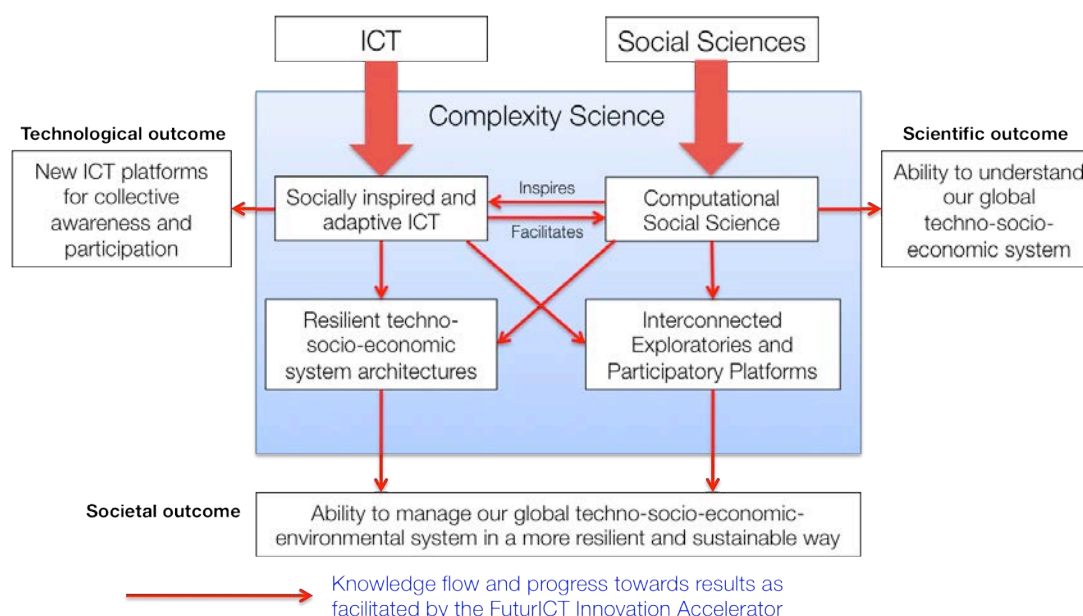 ICT
Social Sciences
Complexity Science
Technological outcome
New ICT platforms
for collective
awareness and
participation
Socially inspired and
adaptive ICT
Inspires
Facilitates
Computational
Social Science
Scientific outcome
Ability to understand
our global
techno-socio-
economic system
Resilient techno-
socio-economic
system architectures
Interconnected
Exploratories and
Participatory Platforms
Societal outcome
Ability to manage our global techno-socio-economic-
environmental system in a more resilient and sustainable way
Knowledge flow and progress towards results as
facilitated by the FuturICT Innovation Accelerator